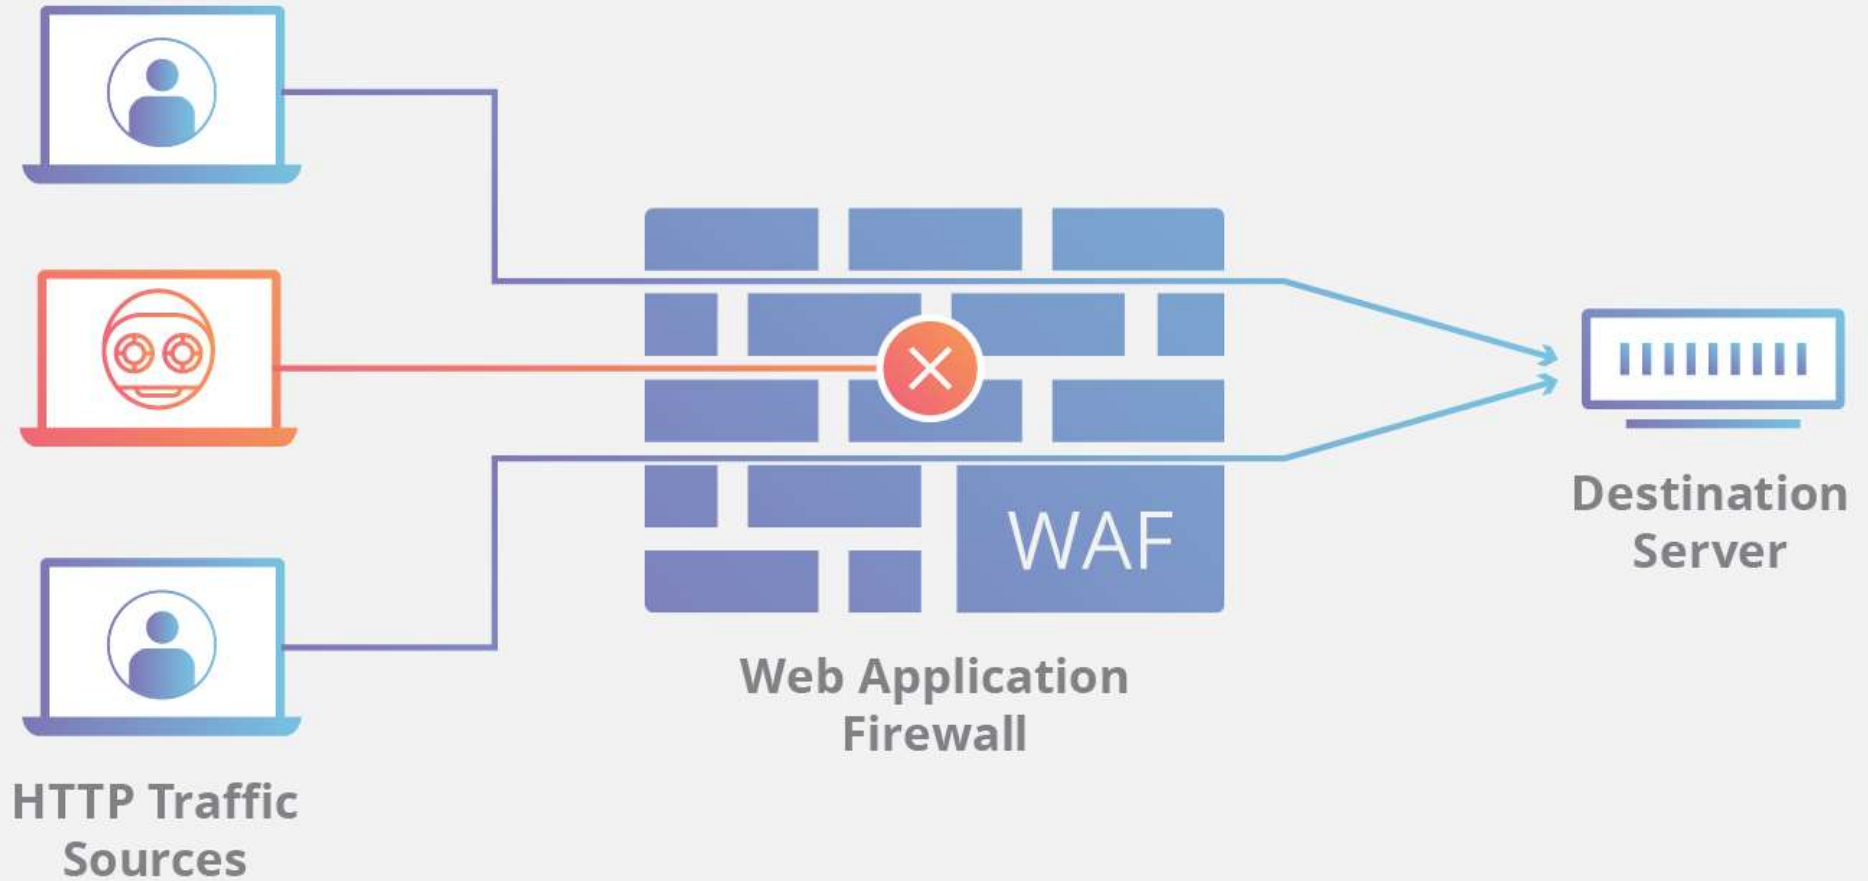 WAF
Web Application
Firewall
Destination
Server
HTTP Traffic
Sources